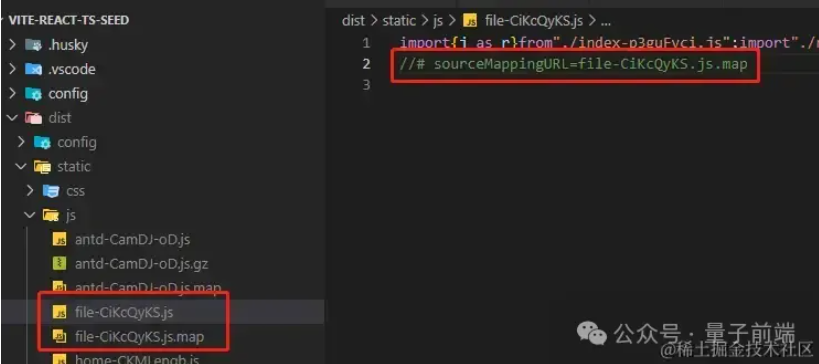 VITE-REACT-TS-SEED
.husky
.vscode
config
dist
config
static
css
js
antd-CamDJ-oD.js
antd-CamDJ-oD.js.gz
antd-CamDJ-oD.js.map
file-CiKcQyKS.js
file-CiKcQyKS.js.map
home-CKMLengh.js
dist > static > js > JS file-CiKcQyKS.js > ...
1 import{j as r}from"./index-p3guFvci.js";import"./
2 //# sourceMappingURL=file-CiKcQyKS.js.map
3
公众号:量子前端
@稀土掘金技术社区